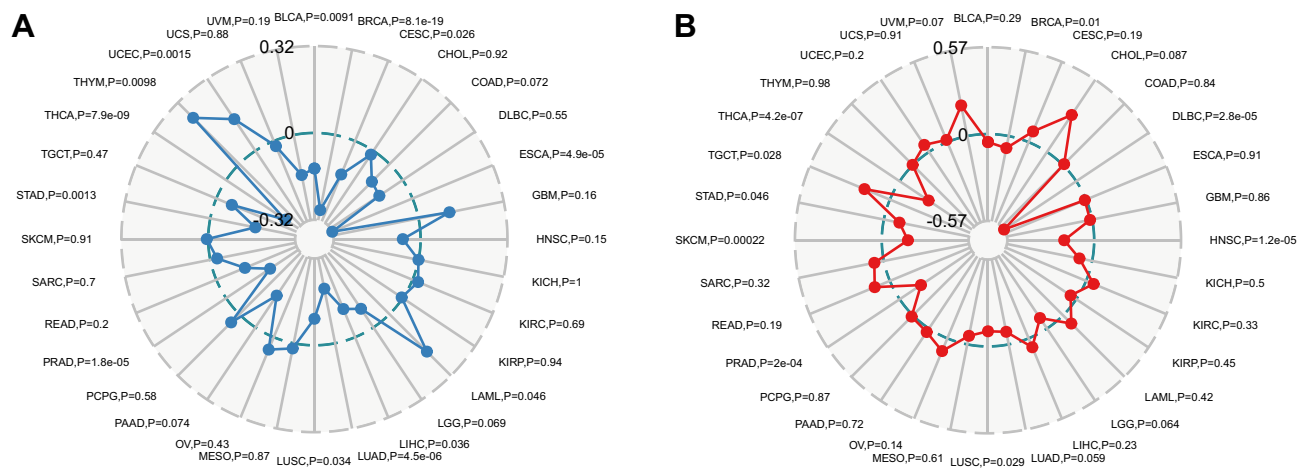 A
BLCA,P=0.0091
BRCA,P=8.1e-19
CESC,P=0.026
CHOL,P=0.92
COAD,P=0.072
DLBC,P=0.55
ESCA,P=4.9e-05
GBM,P=0.16
HNSC,P=0.15
KICH,P=1
KIRC,P=0.69
KIRP,P=0.94
LAML,P=0.046
LGG,P=0.069
LIHC,P=0.036
LUAD,P=4.5e-06
LUSC,P=0.034
MESO,P=0.87
OV,P=0.43
PAAD,P=0.074
PCPG,P=0.58
PRAD,P=1.8e-05
READ,P=0.2
SARC,P=0.7
SKCM,P=0.91
STAD,P=0.0013
TGCT,P=0.47
THCA,P=7.9e-09
THYM,P=0.0098
UCEC,P=0.0015
UCS,P=0.88
UVM,P=0.19
0.32
0
-0.32
B
BLCA,P=0.29
BRCA,P=0.01
CESC,P=0.19
CHOL,P=0.087
COAD,P=0.84
DLBC,P=2.8e-05
ESCA,P=0.91
GBM,P=0.86
HNSC,P=1.2e-05
KICH,P=0.5
KIRC,P=0.33
KIRP,P=0.45
LAML,P=0.42
LGG,P=0.064
LIHC,P=0.23
LUAD,P=0.059
LUSC,P=0.029
MESO,P=0.61
OV,P=0.14
PAAD,P=0.72
PCPG,P=0.87
PRAD,P=2e-04
READ,P=0.19
SARC,P=0.32
SKCM,P=0.00022
STAD,P=0.046
TGCT,P=0.028
THCA,P=4.2e-07
THYM,P=0.98
UCEC,P=0.2
UCS,P=0.91
UVM,P=0.07
0.57
0
-0.57